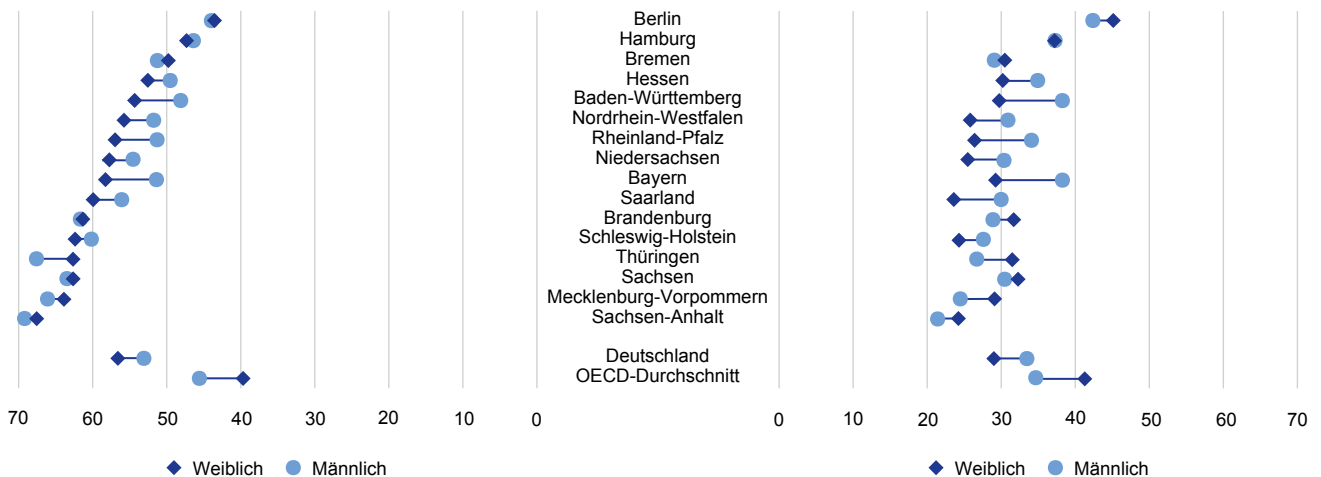 Berlin
Hamburg
Bremen
Hessen
Baden-Württemberg
Nordrhein-Westfalen
Rheinland-Pfalz
Niedersachsen
Bayern
Saarland
Brandenburg
Schleswig-Holstein
Thüringen
Sachsen
Mecklenburg-Vorpommern
Sachsen-Anhalt
Deutschland
OECD-Durchschnitt
70 60 50 40 30 20 10 0 0 10 20 30 40 50 60 70
Weiblich Männlich Weiblich Männlich